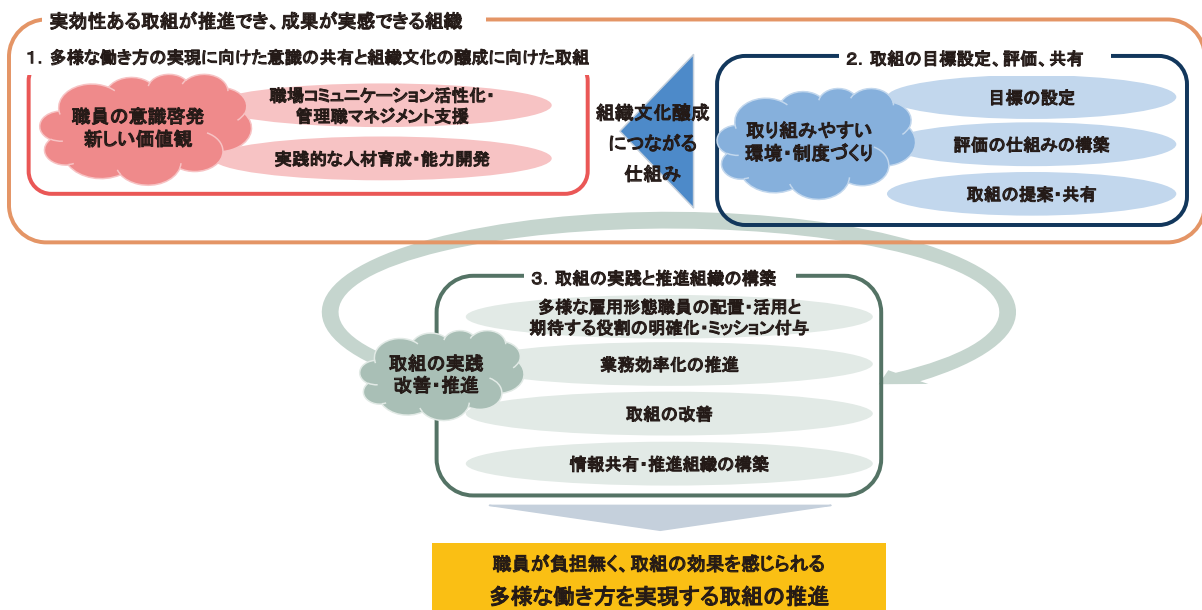 実効性ある取組が推進でき、成果が実感できる組織
1．多様な働き方の実現に向けた意識の共有と組織文化の醸成に向けた取組
職員の意識啓発
新しい価値観
職場コミュニケーション活性化・
管理職マネジメント支援
実践的な人材育成・能力開発
組織文化醸成
につながる
仕組み
2．取組の目標設定、評価、共有
取り組みやすい
環境・制度づくり
目標の設定
評価の仕組みの構築
取組の提案・共有
3．取組の実践と推進組織の構築
取組の実践
改善・推進
多様な雇用形態職員の配置・活用と
期待する役割の明確化・ミッション付与
業務効率化の推進
取組の改善
情報共有・推進組織の構築
職員が負担無く、取組の効果を感じられる
多様な働き方を実現する取組の推進